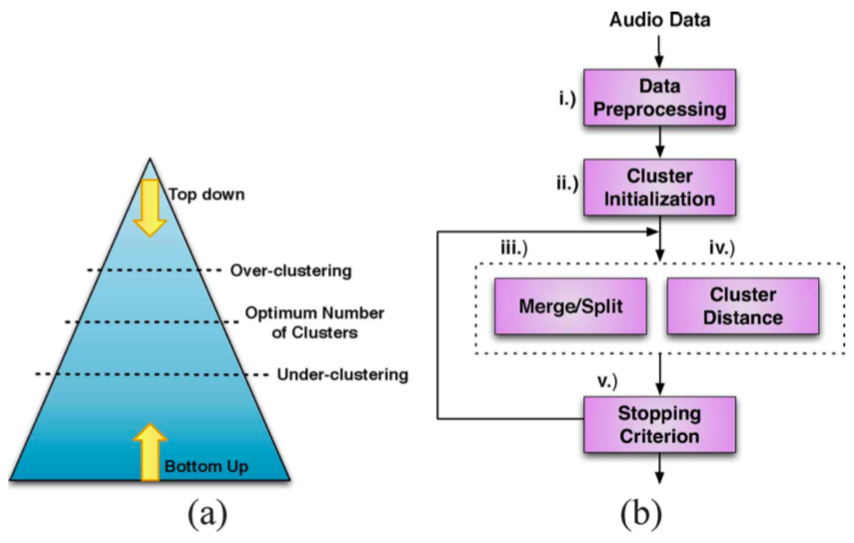 Top down
Over-clustering
Optimum Number
of Clusters
Under-clustering
Bottom Up
(a)
Audio Data
i.)
Data
Preprocessing
ii.)
Cluster
Initialization
iii.)
iv.)
Merge/Split
Cluster
Distance
v.)
Stopping
Criterion
(b)